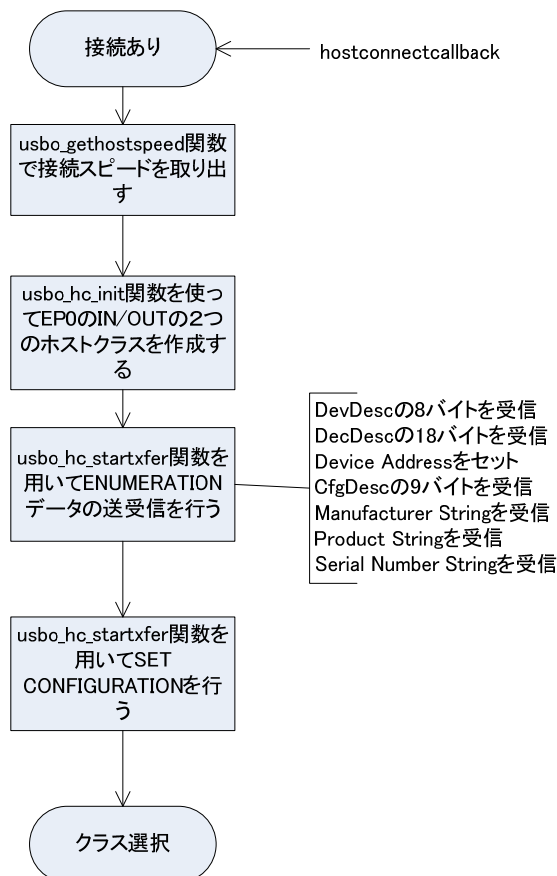 接続あり
hostconnectcallback
usbo_gethostspeed関数
で接続スピードを取り出
す
usbo_hc_init関数を使っ
てEP0のIN/OUTの２つ
のホストクラスを作成す
る
usbo_hc_startxfer関数を
用いてENUMERATION
データの送受信を行う
DevDescの8バイトを受信
DecDescの18バイトを受信
Device Addressをセット
CfgDescの9バイトを受信
Manufacturer Stringを受信
Product Stringを受信
Serial Number Stringを受信
usbo_hc_startxfer関数を
用いてSET
CONFIGURATIONを行
う
クラス選択